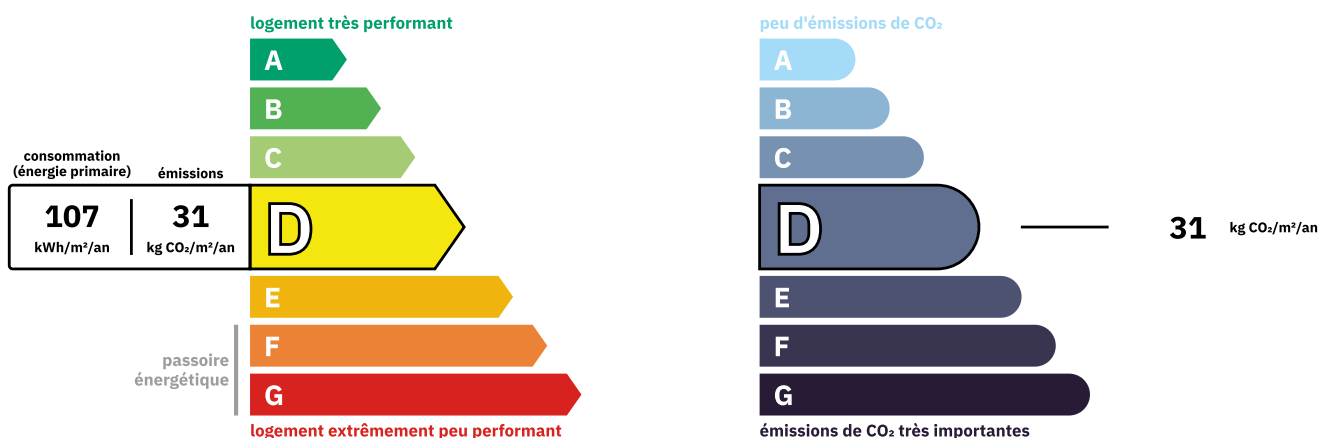 logement très performant
A
B
C
consommation
(énergie primaire)
émissions
107
kWh/m²/an
31
kg CO₂/m²/an
D
E
F
G
passoire
énergétique
logement extrêmement peu performant
peu d'émissions de CO₂
A
B
C
D
31
kg CO₂/m²/an
E
F
G
émissions de CO₂ très importantes